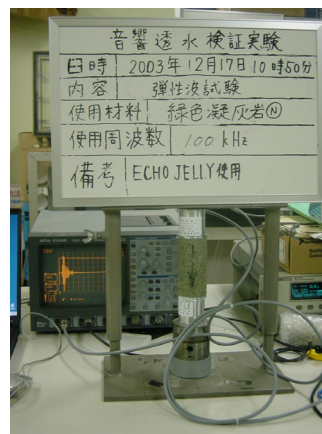 音響透水検証実験
日時 2003年12月17日10時50分
内容 弾性波試験
使用材料 緑色凝灰岩Ⓝ
使用周波数 100 kHz
備考 ECHO JELLY使用